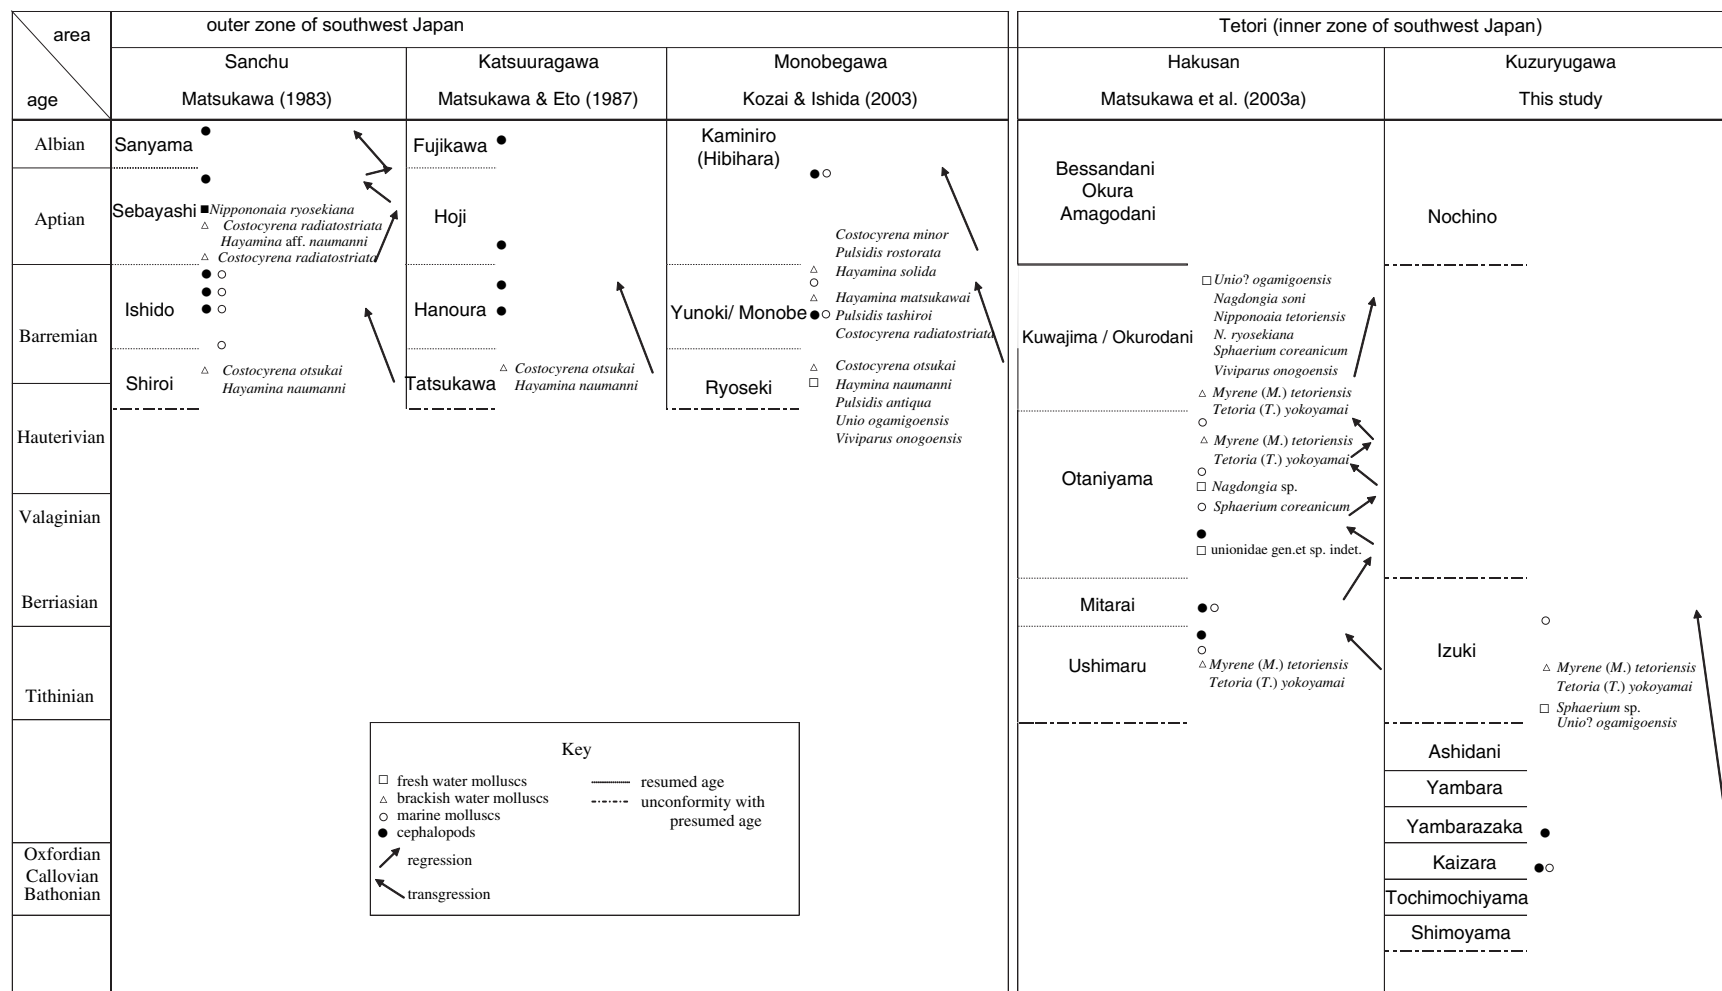 area
age
outer zone of southwest Japan
Tetori (inner zone of southwest Japan)
Sanchu
Matsukawa (1983)
Katsuuragawa
Matsukawa & Eto (1987)
Monobegawa
Kozai & Ishida (2003)
Hakusan
Matsukawa et al. (2003a)
Kuzuryugawa
This study
Albian
Aptian
Barremian
Hauterivian
Valaginian
Berriasian
Tithinian
Oxfordian
Callovian
Bathonian
Sanyama
Sebayashi
Nippononaia ryosekiana
Costocyrena radiatostriata
Hayamina aff. naumanni
Costocyrena radiatostriata
Ishido
Shiroi
Costocyrena otsukai
Hayamina naumanni
Fujikawa
Hoji
Hanoura
Tatsukawa
Costocyrena otsukai
Hayamina naumanni
Kaminiro
(Hibihara)
Costocyrena minor
Pulsidis rostorata
Hayamina solida
Yunoki/ Monobe
Hayamina matsukawai
Pulsidis tashiroi
Costocyrena radiatostriata
Ryoseki
Costocyrena otsukai
Haymina naumanni
Pulsidis antiqua
Unio ogamigoensis
Viviparus onogoensis
Bessandani
Okura
Amagodani
Kuwajima / Okurodani
Unio? ogamigoensis
Nagdongia soni
Nipponoaia tetoriensis
N. ryosekiana
Sphaerium coreanicum
Viviparus onogoensis
Myrene (M.) tetoriensis
Tetoria (T.) yokoyamai
Otaniyama
Myrene (M.) tetoriensis
Tetoria (T.) yokoyamai
Nagdongia sp.
Sphaerium coreanicum
unionidae gen.et sp. indet.
Mitarai
Ushimaru
Myrene (M.) tetoriensis
Tetoria (T.) yokoyamai
Nochino
Izuki
Myrene (M.) tetoriensis
Tetoria (T.) yokoyamai
Sphaerium sp.
Unio? ogamigoensis
Ashidani
Yambara
Yambarazaka
Kaizara
Tochimochiyama
Shimoyama
Key
fresh water molluscs
brackish water molluscs
marine molluscs
cephalopods
regression
transgression
resumed age
unconformity with
presumed age